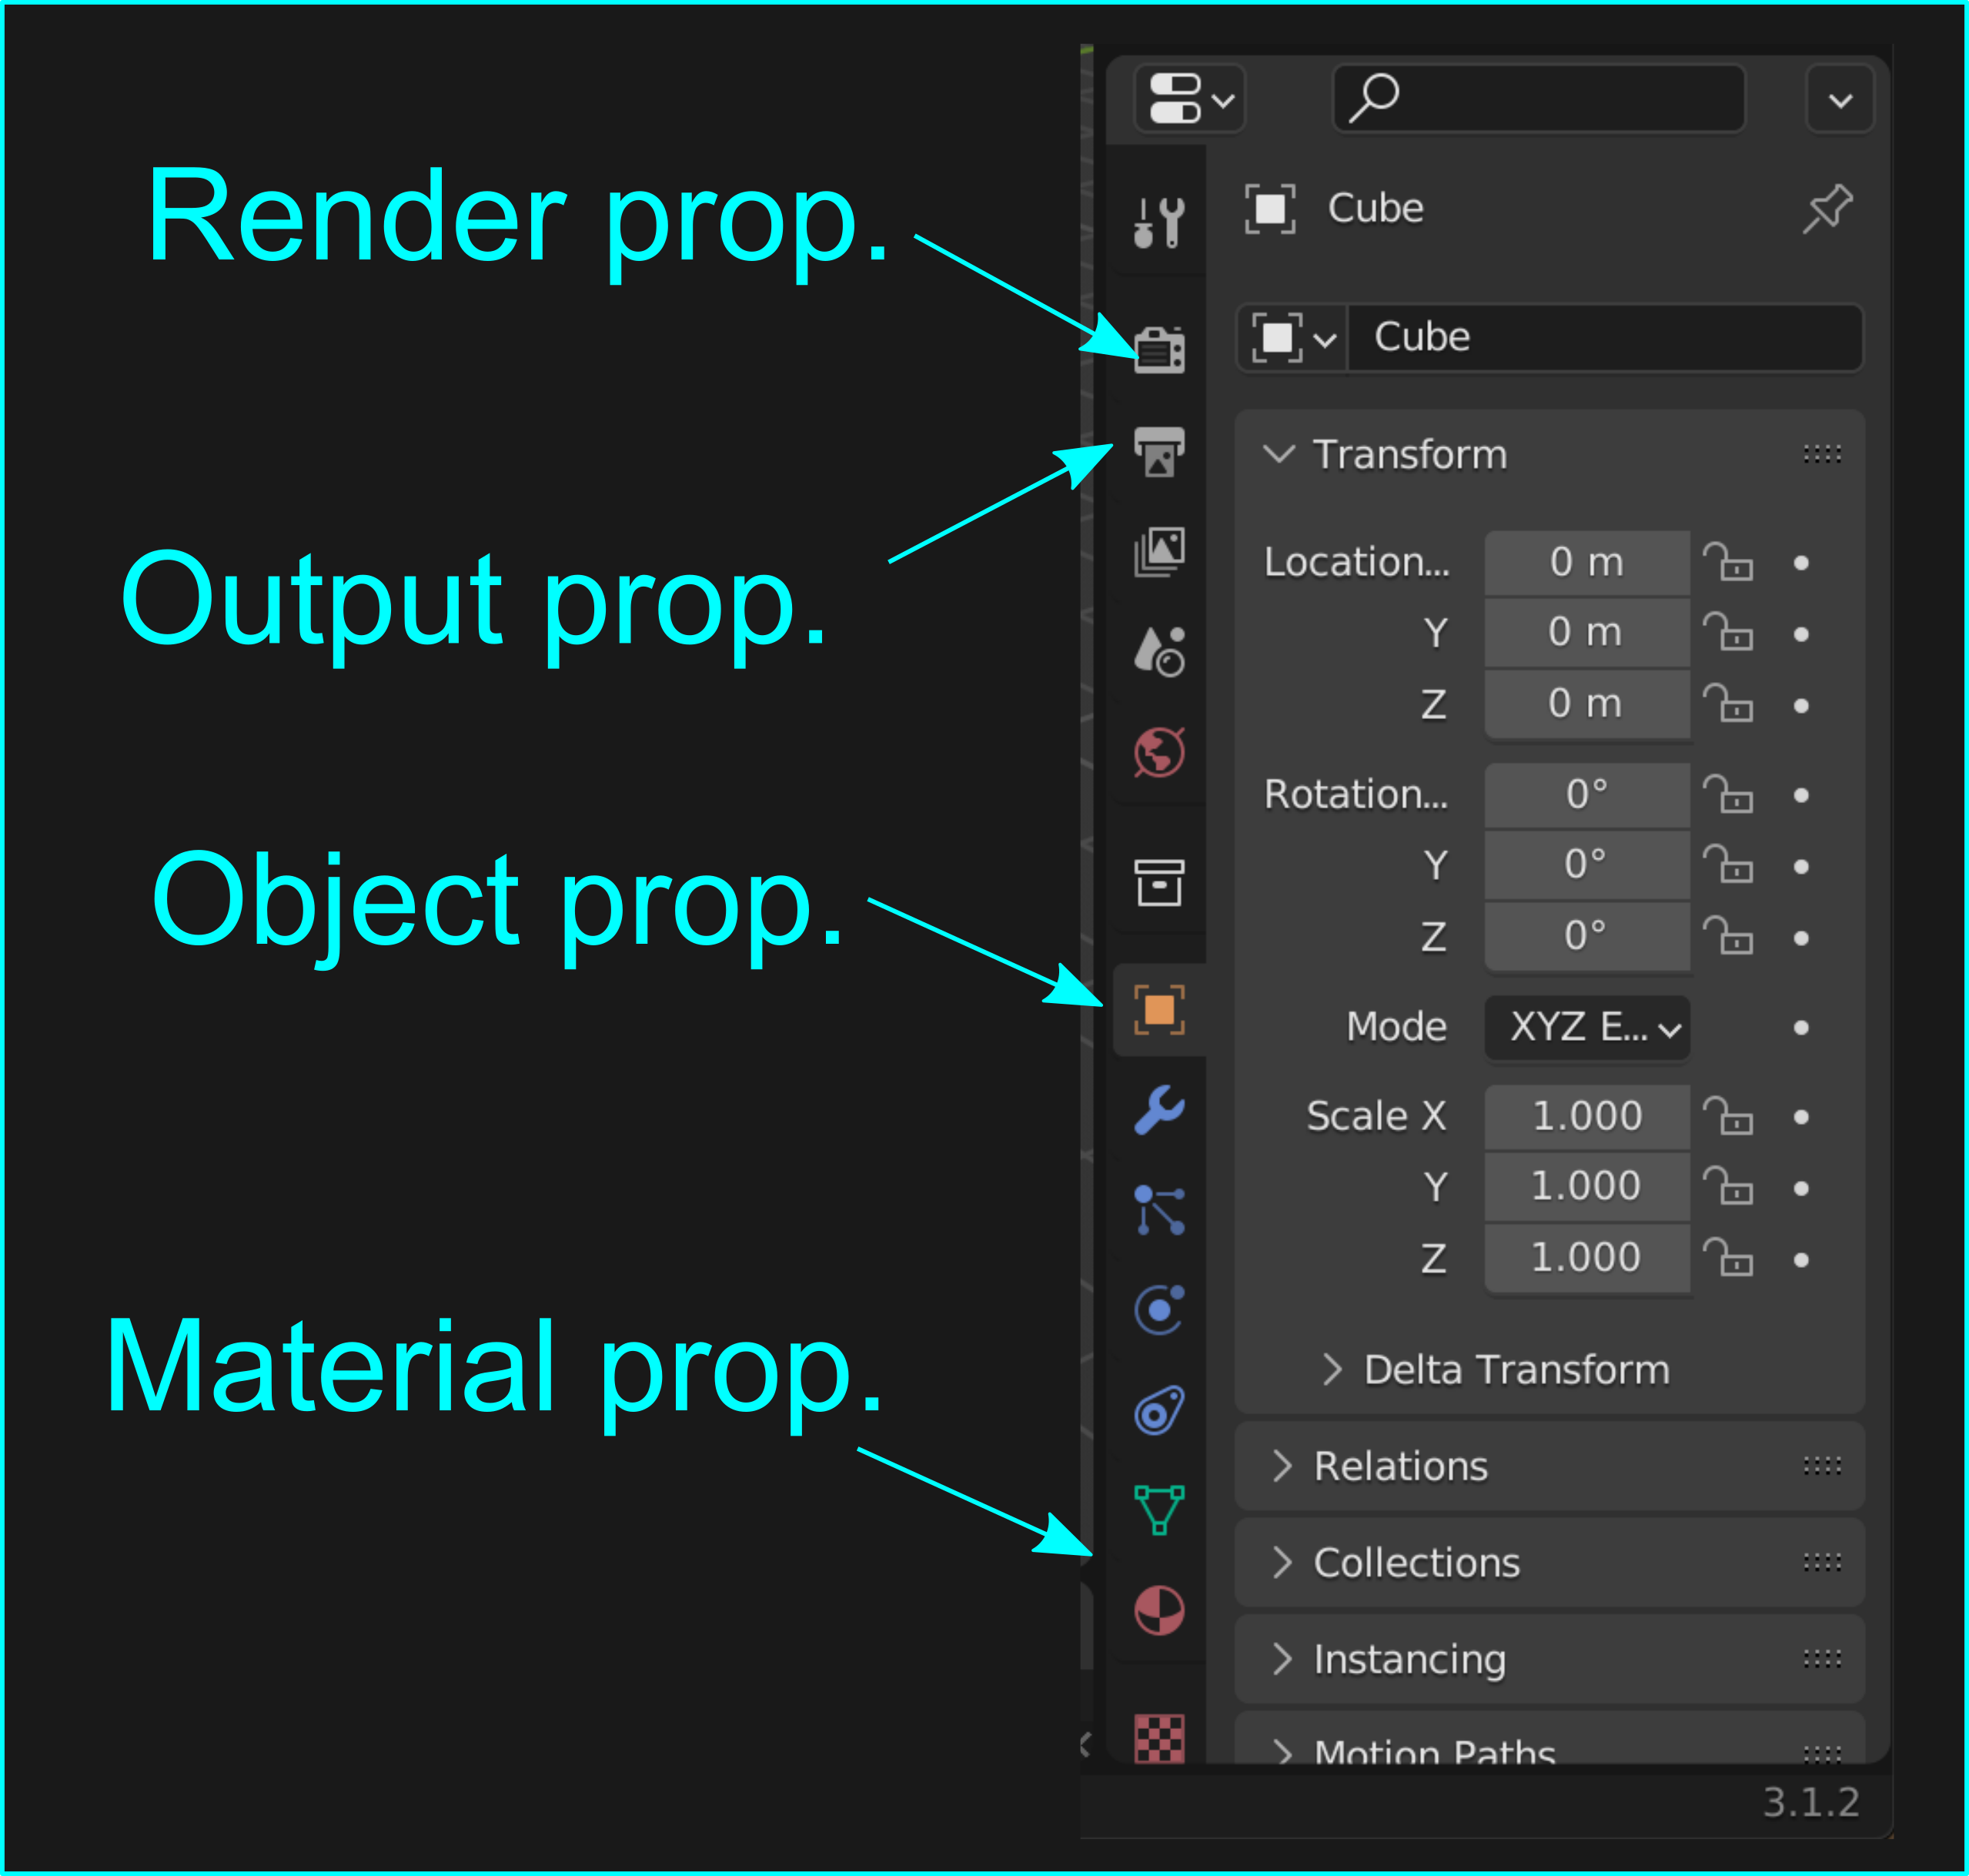 Render prop.
Output prop.
Object prop.
Material prop.
Cube
Cube
Transform
Location... 0 m
Y 0 m
Z 0 m
Rotation... 0°
Y 0°
Z 0°
Mode XYZ E...
Scale X 1.000
Y 1.000
Z 1.000
Delta Transform
Relations
Collections
Instancing
Motion Paths
3.1.2